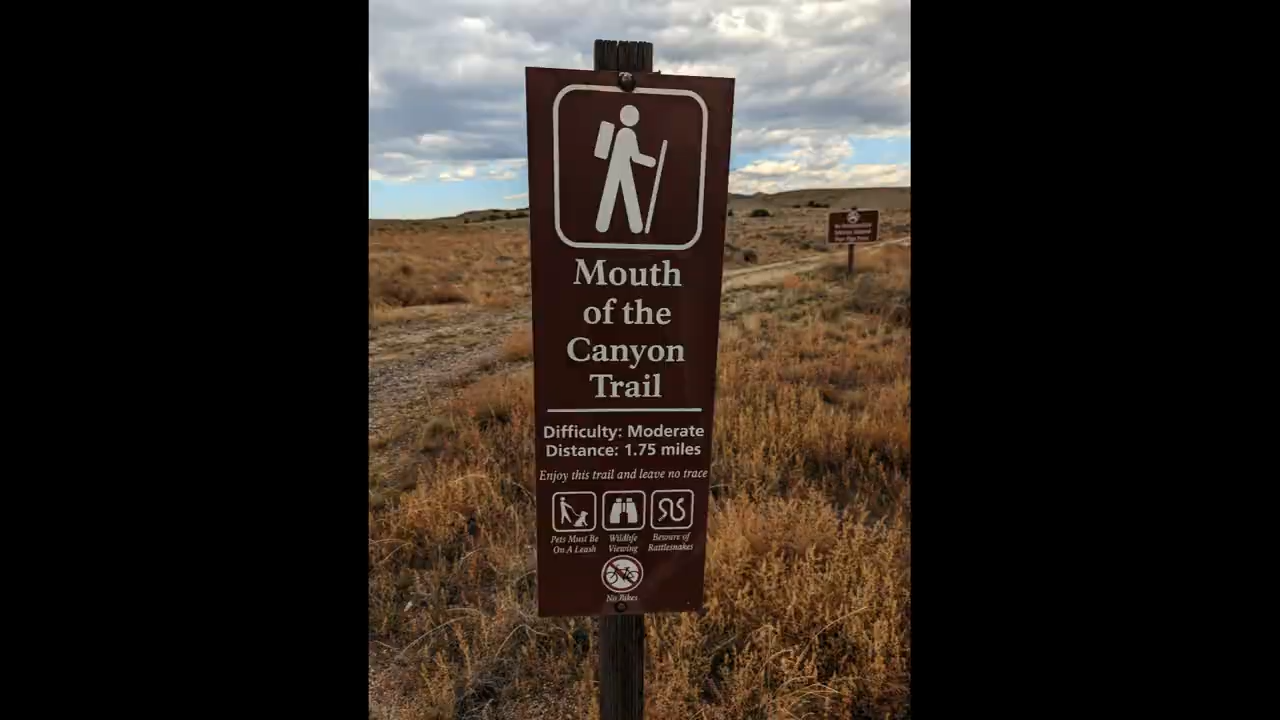 Mouth
of the
Canyon
Trail
Difficulty: Moderate
Distance: 1.75 miles
Enjoy this trail and leave no trace
Pets Must Be
On A Leash
Wildlife
Viewing
Beware of
Rattlesnakes
No Bikes